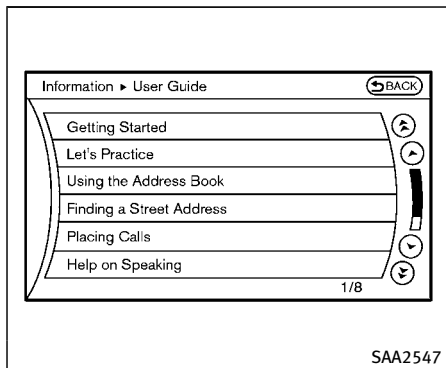 Information ▸ User Guide
BACK
Getting Started
Let's Practice
Using the Address Book
Finding a Street Address
Placing Calls
Help on Speaking
1/8
SAA2547